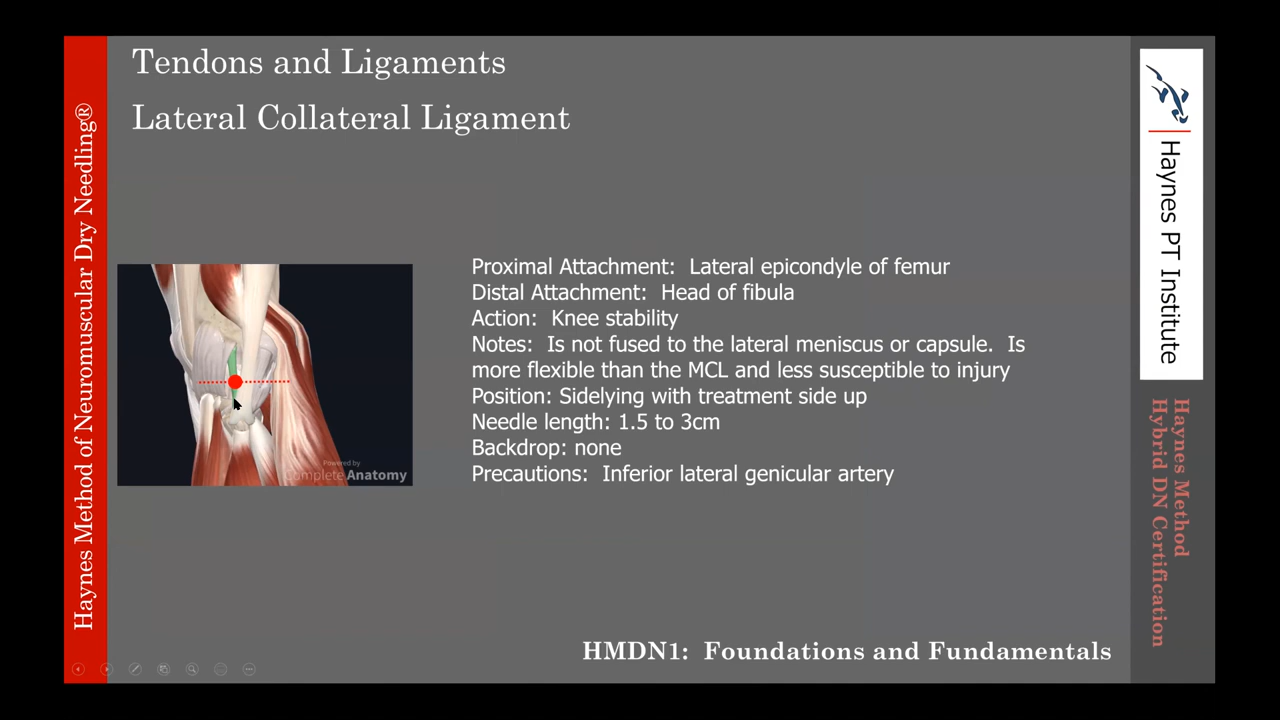 Tendons and Ligaments
Lateral Collateral Ligament
Haynes Method of Neuromuscular Dry Needling®
Proximal Attachment: Lateral epicondyle of femur
Distal Attachment: Head of fibula
Action: Knee stability
Notes: Is not fused to the lateral meniscus or capsule. Is
more flexible than the MCL and less susceptible to injury
Position: Sidelying with treatment side up
Needle length: 1.5 to 3cm
Backdrop: none
Precautions: Inferior lateral genicular artery
Powered by
Complete Anatomy
Haynes PT Institute
Haynes Method
Hybrid DN Certification
HMDN1: Foundations and Fundamentals